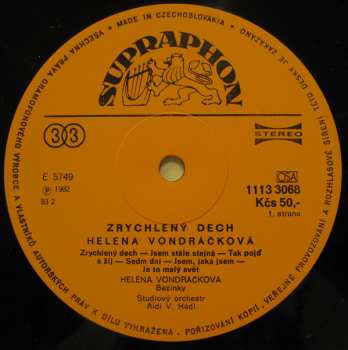 VŠECHNA PRÁVA GRAMOFONOVÉHO VÝROBCE A VLASTNÍKŮ AUTORSKÝCH PRÁV K DÍLU VYHRAŽENA. POŘIZOVÁNÍ KOPIÍ, VEŘEJNÉ PROVOZOVÁNÍ A ROZHLASOVÉ ŠÍŘENÍ TÉTO DESKY JE ZAKÁZÁNO
• MADE IN CZECHOSLOVAKIA •
SUPRAPHON
33
STEREO
E 5749
℗ 1982
83 2
OSA
1113 3068
Kčs 50,-
1. strana
ZRYCHLENÝ DECH
HELENA VONDRÁČKOVÁ
Zrychlený dech — Jsem stále stejná — Tak pojď
a žij — Sedm dní — Jsem, jaká jsem —
Je to malý svět
HELENA VONDRÁČKOVÁ
Bezinky
Studiový orchestr
Řídí V. Hádl